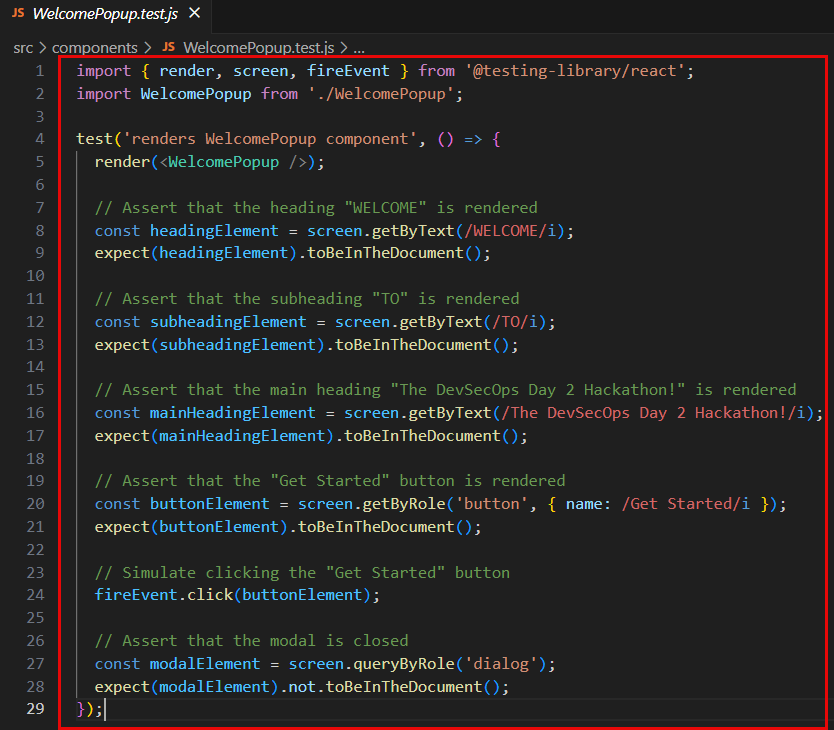 JS WelcomePopup.test.js ×
src > components > JS WelcomePopup.test.js > ...
1 import { render, screen, fireEvent } from '@testing-library/react';
2 import WelcomePopup from './WelcomePopup';
3
4 test('renders WelcomePopup component', () => {
5   render(<WelcomePopup />);
6
7   // Assert that the heading "WELCOME" is rendered
8   const headingElement = screen.getByText(/WELCOME/i);
9   expect(headingElement).toBeInTheDocument();
10
11   // Assert that the subheading "TO" is rendered
12   const subheadingElement = screen.getByText(/TO/i);
13   expect(subheadingElement).toBeInTheDocument();
14
15   // Assert that the main heading "The DevSecOps Day 2 Hackathon!" is rendered
16   const mainHeadingElement = screen.getByText(/The DevSecOps Day 2 Hackathon!/i);
17   expect(mainHeadingElement).toBeInTheDocument();
18
19   // Assert that the "Get Started" button is rendered
20   const buttonElement = screen.getByRole('button', { name: /Get Started/i });
21   expect(buttonElement).toBeInTheDocument();
22
23   // Simulate clicking the "Get Started" button
24   fireEvent.click(buttonElement);
25
26   // Assert that the modal is closed
27   const modalElement = screen.queryByRole('dialog');
28   expect(modalElement).not.toBeInTheDocument();
29 });